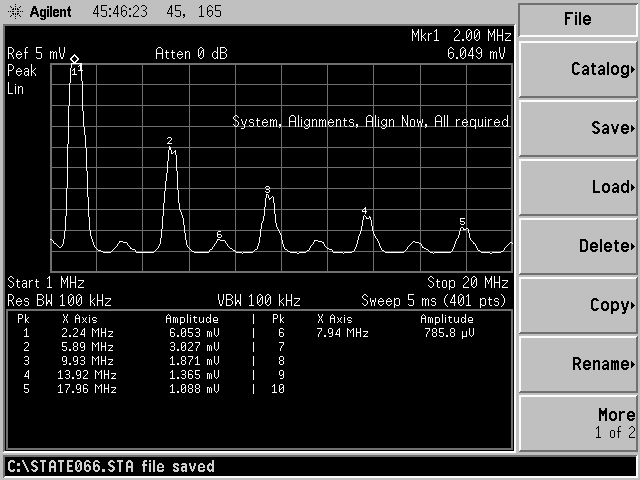 Agilent 45:46:23 45, 165
File
Mkr1 2.00 MHz
Ref 5 mV Atten 0 dB 6.049 mV
Peak
Lin
1 1
System, Alignments, Align Now, All required
2
3
4
5
6
Start 1 MHz Stop 20 MHz
Res BW 100 kHz VBW 100 kHz Sweep 5 ms (401 pts)
Pk X Axis Amplitude | Pk X Axis Amplitude
1 2.24 MHz 6.053 mV | 6 7.94 MHz 785.8 µV
2 5.89 MHz 3.027 mV | 7
3 9.93 MHz 1.871 mV | 8
4 13.92 MHz 1.365 mV | 9
5 17.96 MHz 1.088 mV | 10
Catalog
Save
Load
Delete
Copy
Rename
More
1 of 2
C:\STATE066.STA file saved